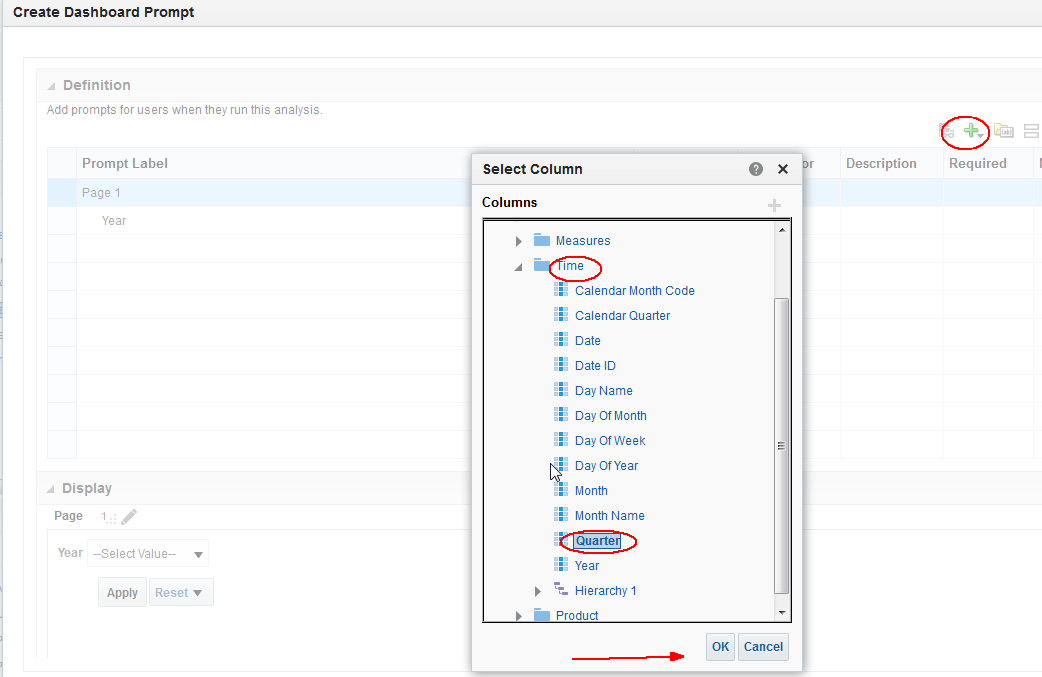 Create Dashboard Prompt
Definition
Add prompts for users when they run this analysis.
Prompt Label
Description
Required
Page 1
Year
Select Column
Columns
Measures
Time
Calendar Month Code
Calendar Quarter
Date
Date ID
Day Name
Day Of Month
Day Of Week
Day Of Year
Month
Month Name
Quarter
Year
Hierarchy 1
Product
OK Cancel
Display
Page 1
Year --Select Value--
Apply Reset